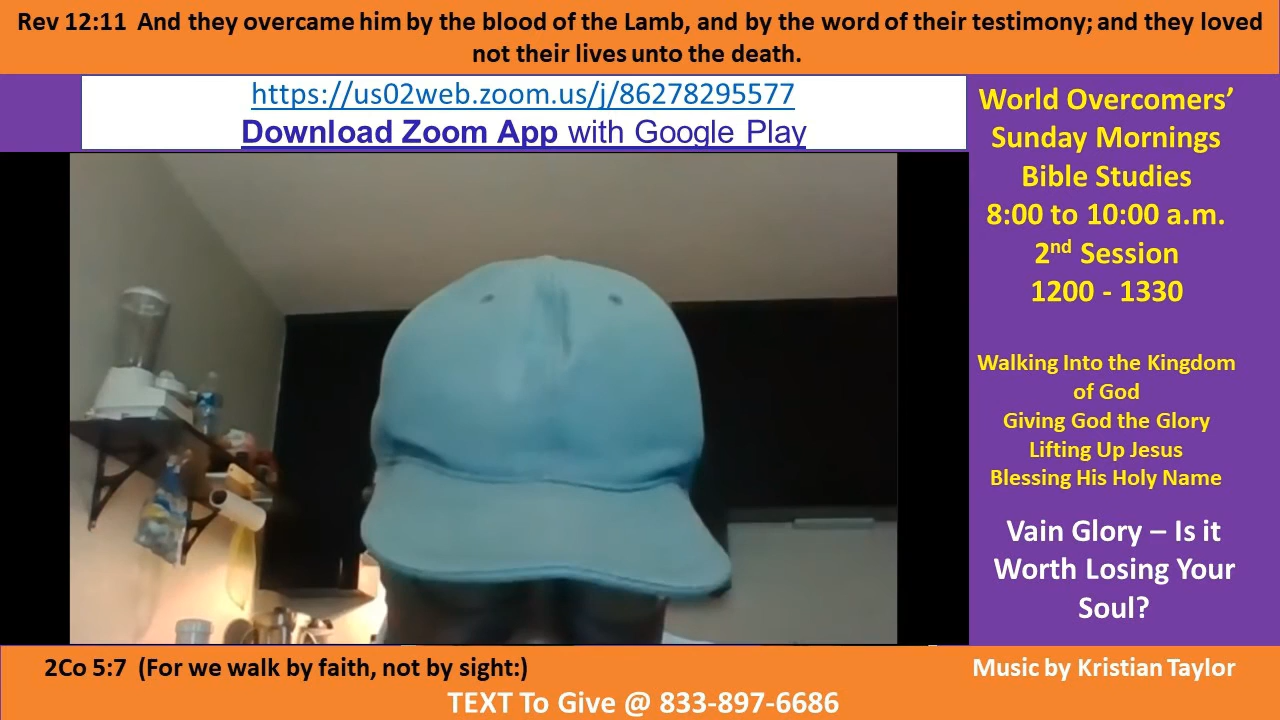 Rev 12:11  And they overcame him by the blood of the Lamb, and by the word of their testimony; and they loved
not their lives unto the death.
https://us02web.zoom.us/j/86278295577
Download Zoom App with Google Play
World Overcomers’
Sunday Mornings
Bible Studies
8:00 to 10:00 a.m.
2nd Session
1200 - 1330
Walking Into the Kingdom
of God
Giving God the Glory
Lifting Up Jesus
Blessing His Holy Name
Vain Glory – Is it
Worth Losing Your
Soul?
2Co 5:7  (For we walk by faith, not by sight:)
Music by Kristian Taylor
TEXT To Give @ 833-897-6686